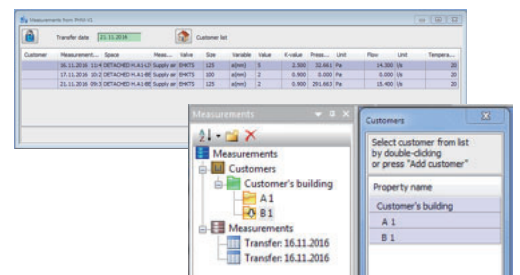 Measurements from PHM-V1
Transfer date 21.11.2016 Customer list
Customer Measurement... Space Meas... Valve Size Variable Value K-value Press... Unit Flow Unit Tempera...
16.11.2016 11:4 DETACHED H.A1-125 Supply air EHKTS 125 a(mm) 5 2.500 32.661 Pa 14.200 l/s 20
17.11.2016 10:2 DETACHED H.A1-BE Supply air EHKTS 100 a(mm) 2 0.900 0.000 Pa 0.000 l/s 20
21.11.2016 09:3 DETACHED H.A1-BE Supply air EHKTS 125 a(mm) 2 0.900 291.663 Pa 15.400 l/s 20
Measurements
Measurements
Customers
Customer's building
A 1
B 1
Measurements
Transfer: 16.11.2016
Transfer: 16.11.2016
Customers
Select customer from list
by double-clicking
or press "Add customer"
Property name
Customer's building
A 1
B 1